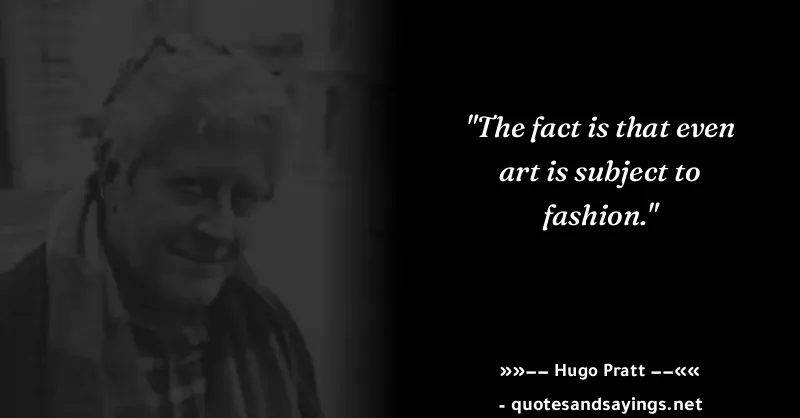 "The fact is that even
art is subject to
fashion."
»»−− Hugo Pratt −−««
- quotesandsayings.net